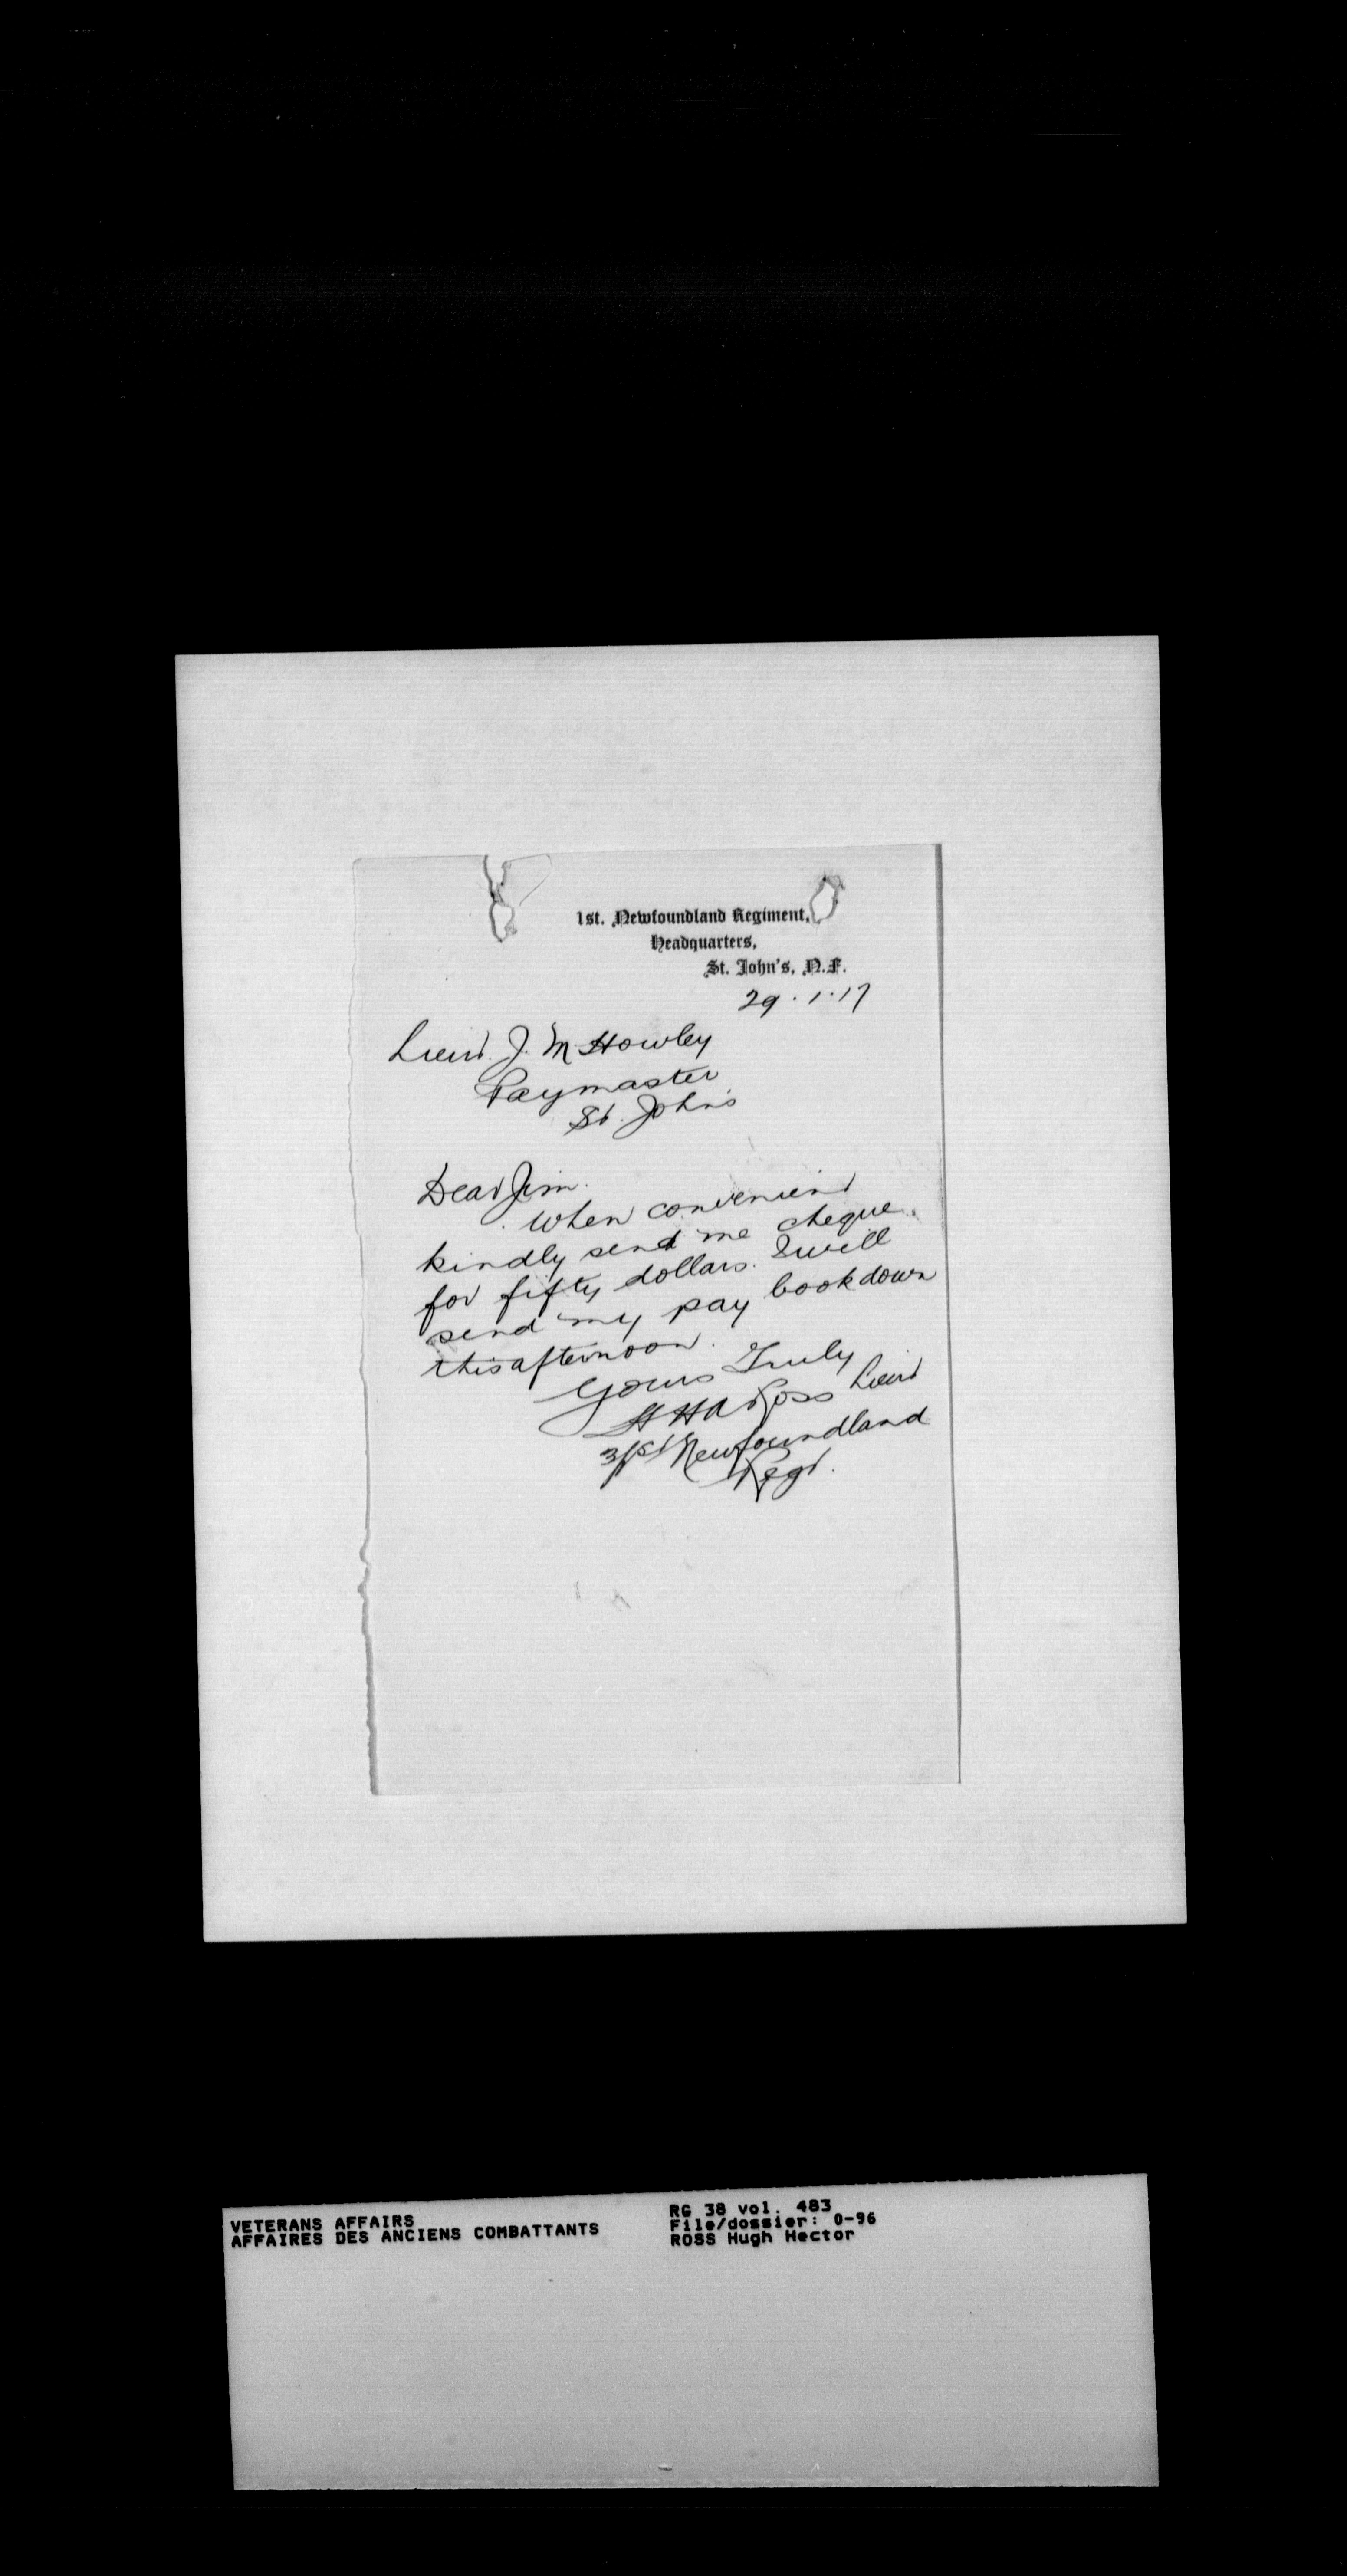 1st. Newfoundland Regiment,
Headquarters,
St. John's, N.F.
29.1.17
Lieut. J. M Howley
Paymaster
St. John's
Dear Jim.
When convenient
kindly send me cheque
for fifty dollars. I will
send my pay book down
this afternoon.
Yours Truly
H H A Ross Lieut
3/1st Newfoundland
Regt.
VETERANS AFFAIRS
AFFAIRES DES ANCIENS COMBATTANTS
RG 38 vol. 483
File/dossier: 0-96
ROSS Hugh Hector